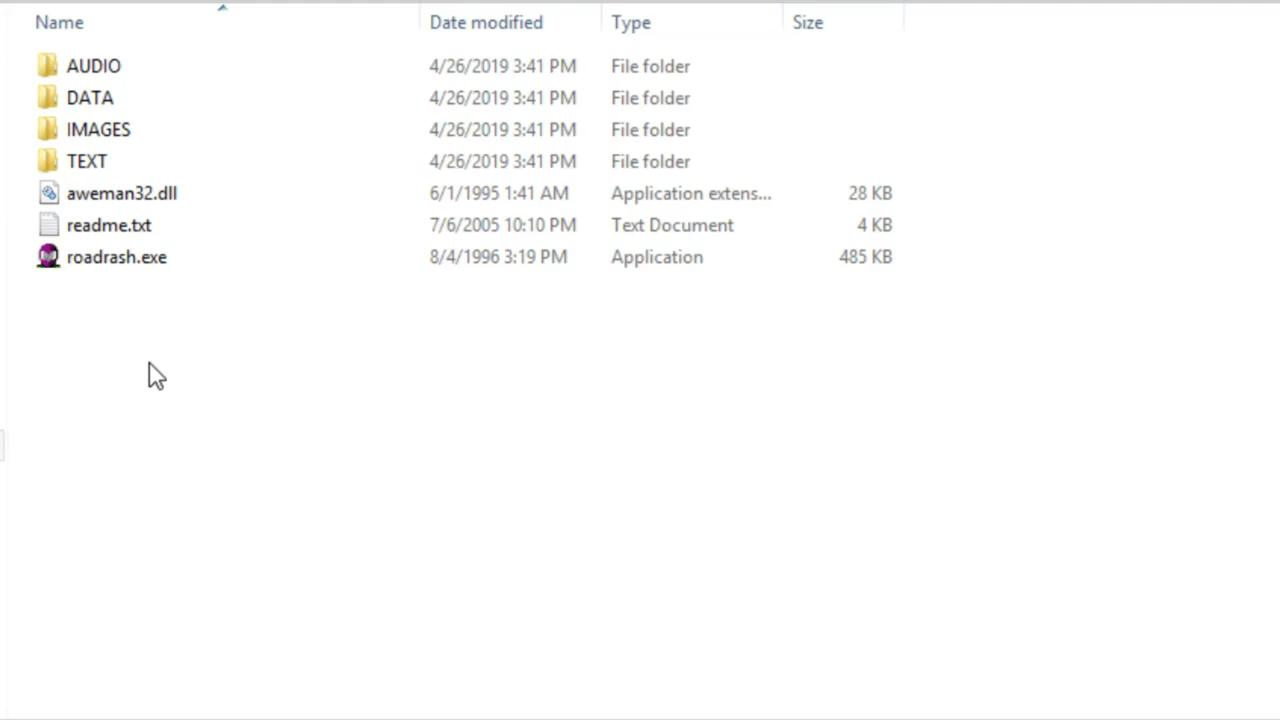 Name Date modified Type Size
AUDIO 4/26/2019 3:41 PM File folder
DATA 4/26/2019 3:41 PM File folder
IMAGES 4/26/2019 3:41 PM File folder
TEXT 4/26/2019 3:41 PM File folder
aweman32.dll 6/1/1995 1:41 AM Application extens... 28 KB
readme.txt 7/6/2005 10:10 PM Text Document 4 KB
roadrash.exe 8/4/1996 3:19 PM Application 485 KB